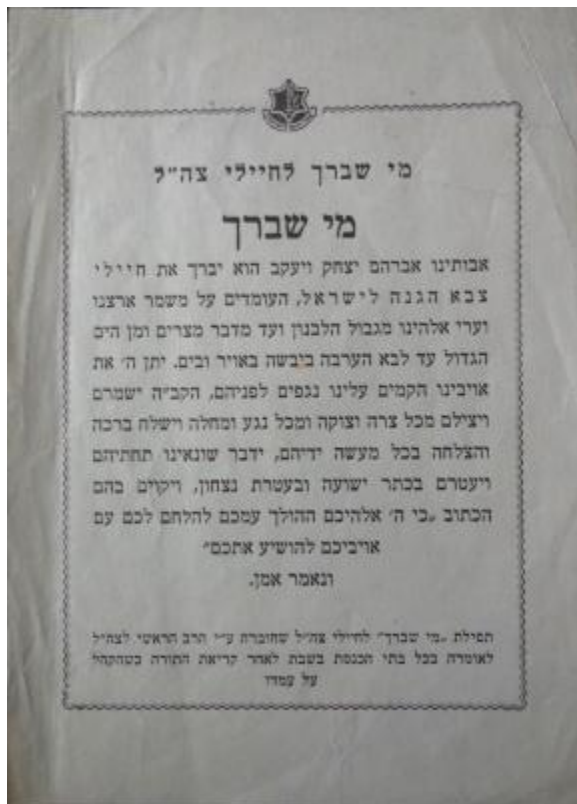 מי שברך לחיילי צה״ל
מי שברך
אבותינו אברהם יצחק ויעקב הוא יברך את חיילי
צבא הגנה לישראל, העומדים על משמר ארצנו
וערי אלהינו מגבול הלבנון ועד מדבר מצרים ומן הים
הגדול עד לבא הערבה ביבשה באויר ובים. יתן ה׳ את
אויבינו הקמים עלינו נגפים לפניהם, הקב״ה ישמרם
ויצילם מכל צרה וצוקה ומכל נגע ומחלה וישלח ברכה
והצלחה בכל מעשה ידיהם, ידבר שונאינו תחתיהם
ויעטרם בכתר ישועה ובעטרת נצחון, ויקוים בהם
הכתוב „כי ה׳ אלהיכם ההולך עמכם להלחם לכם עם
אויביכם להושיע אתכם״
ונאמר אמן.
תפילת „מי שברך״ לחיילי צה״ל שחוברה ע״י הרב הראשי לצה״ל
לאומרה בכל בתי הכנסת בשבת לאחר קריאת התורה כשהקהל
על עמדו